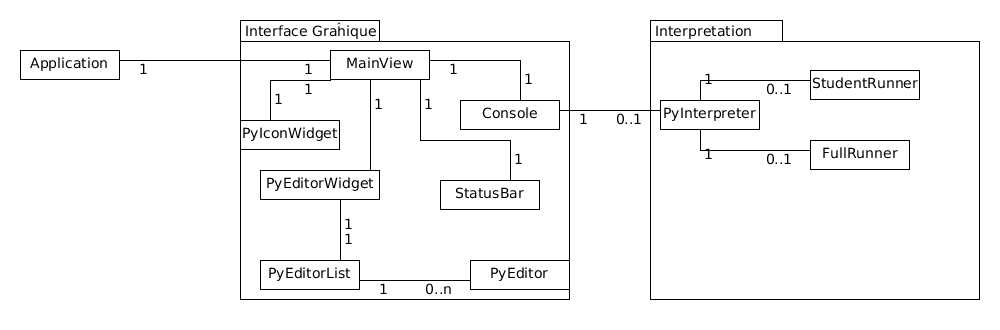 Interface Grahique
Interpretation
Application
1
1
MainView
1
1
1
1
1
1
1
PyIconWidget
Console
1
0..1
PyInterpreter
1
0..1
StudentRunner
1
0..1
FullRunner
PyEditorWidget
1
StatusBar
1
1
PyEditorList
1
0..n
PyEditor